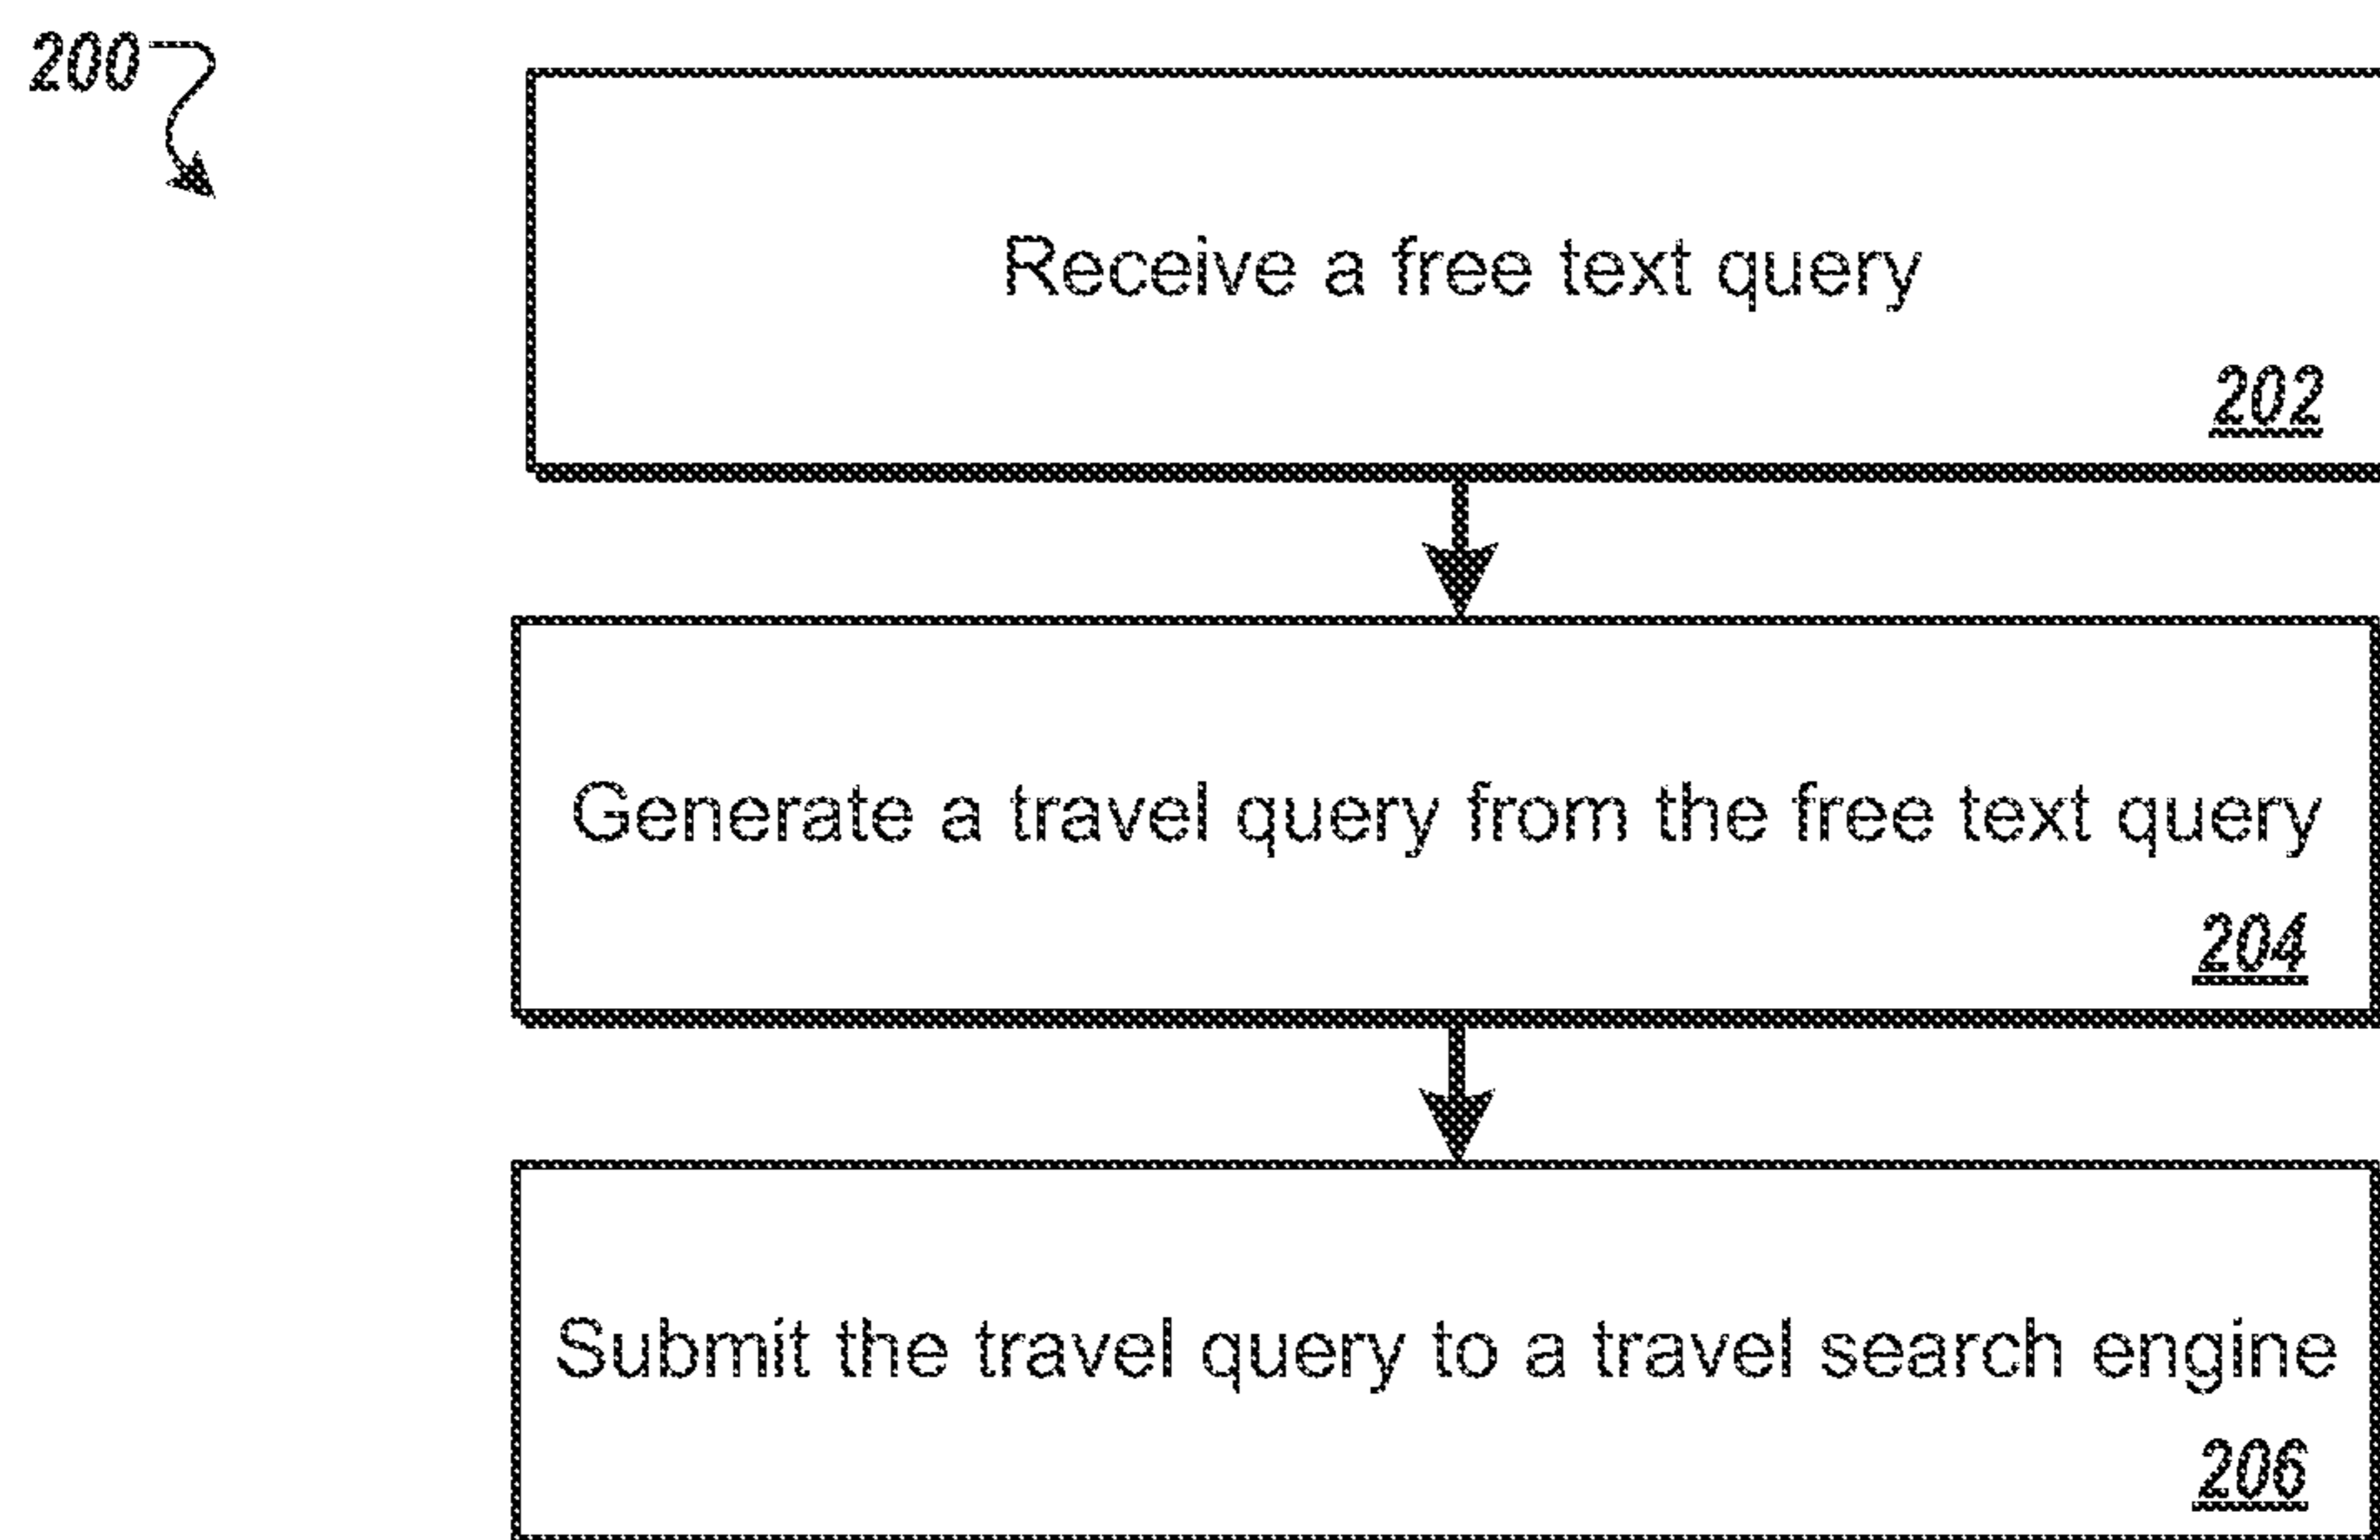 200
Receive a free text query
202
Generate a travel query from the free text query
204
Submit the travel query to a travel search engine
206